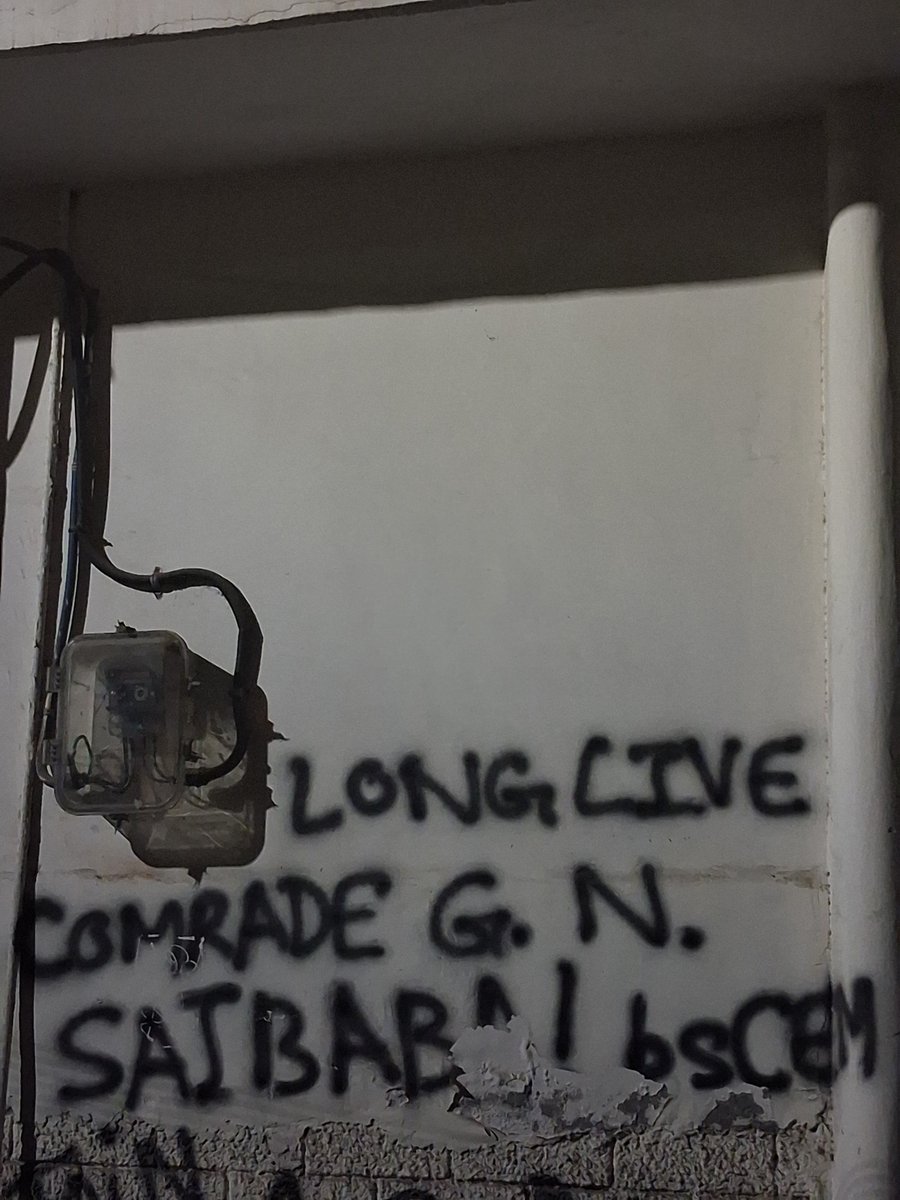 LONG LIVE
COMRADE G. N.
SAIBABA! bsCEM